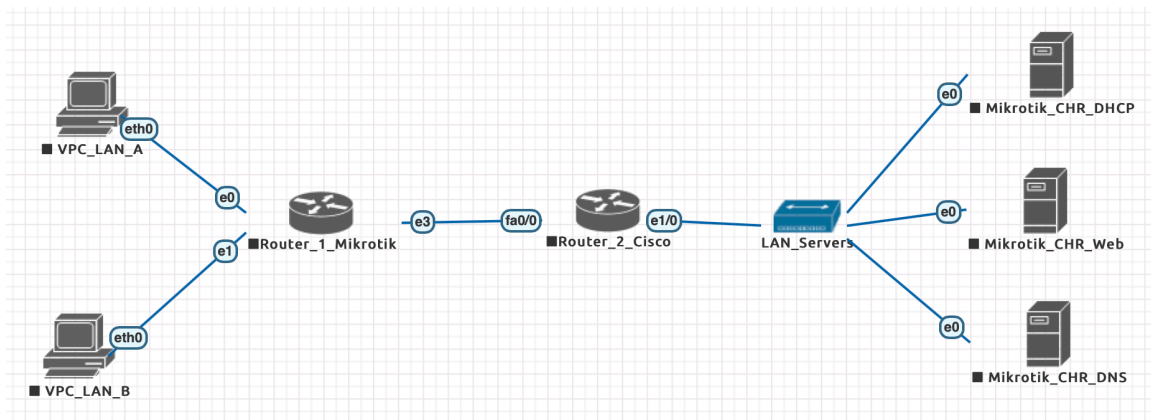 eth0
VPC_LAN_A
e0
Router_1_Mikrotik
e1
eth0
VPC_LAN_B
e3
fa0/0
Router_2_Cisco
e1/0
LAN_Servers
e0
Mikrotik_CHR_DHCP
e0
Mikrotik_CHR_Web
e0
Mikrotik_CHR_DNS